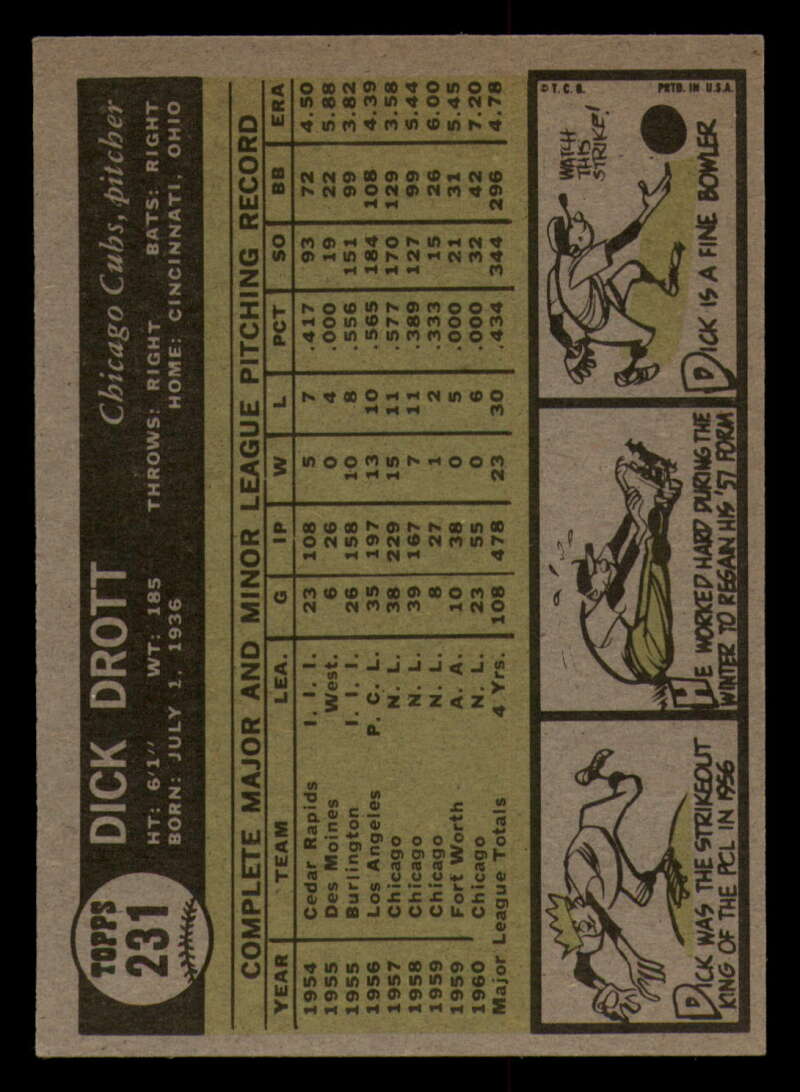 TOPPS
231
DICK DROTT
Chicago Cubs, pitcher
HT: 6'1" WT: 185 THROWS: RIGHT BATS: RIGHT
BORN: JULY 1, 1936 HOME: CINCINNATI, OHIO
COMPLETE MAJOR AND MINOR LEAGUE PITCHING RECORD
YEAR TEAM LEA. G IP W L PCT SO BB ERA
1954 Cedar Rapids I. I. I. 23 108 5 7 .417 93 72 4.50
1955 Des Moines West. 6 26 0 4 .000 19 22 5.88
1955 Burlington I. I. I. 26 158 10 8 .556 151 99 3.82
1956 Los Angeles P. C. L. 35 197 13 10 .565 184 108 4.39
1957 Chicago N. L. 38 229 15 11 .577 170 129 3.58
1958 Chicago N. L. 39 167 7 11 .389 127 99 5.44
1959 Chicago N. L. 8 27 1 2 .333 15 26 6.00
1959 Fort Worth A. A. 10 38 0 5 .000 21 31 5.45
1960 Chicago N. L. 23 55 0 6 .000 32 42 7.20
Major League Totals 4 Yrs. 108 478 23 30 .434 344 296 4.78
DICK WAS THE STRIKEOUT
KING OF THE PCL IN 1956
HE WORKED HARD DURING THE
WINTER TO REGAIN HIS '57 FORM
© T. C. G. PRTD. IN U.S.A.
WATCH
THIS
STRIKE!
DICK IS A FINE BOWLER